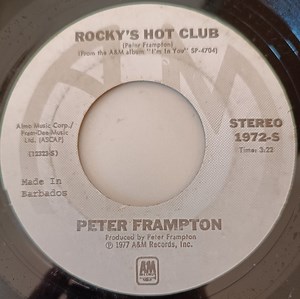 ROCKY'S HOT CLUB
(Peter Frampton)
(From the A&M album "I'm In You" SP-4704)
Almo Music Corp./
Fram-Dee Music
Ltd. (ASCAP)
STEREO
1972-S
Time: 3:22
Made In
Barbados
PETER FRAMPTON
Produced by Peter Frampton
℗ 1977 A&M Records, Inc.
A&M